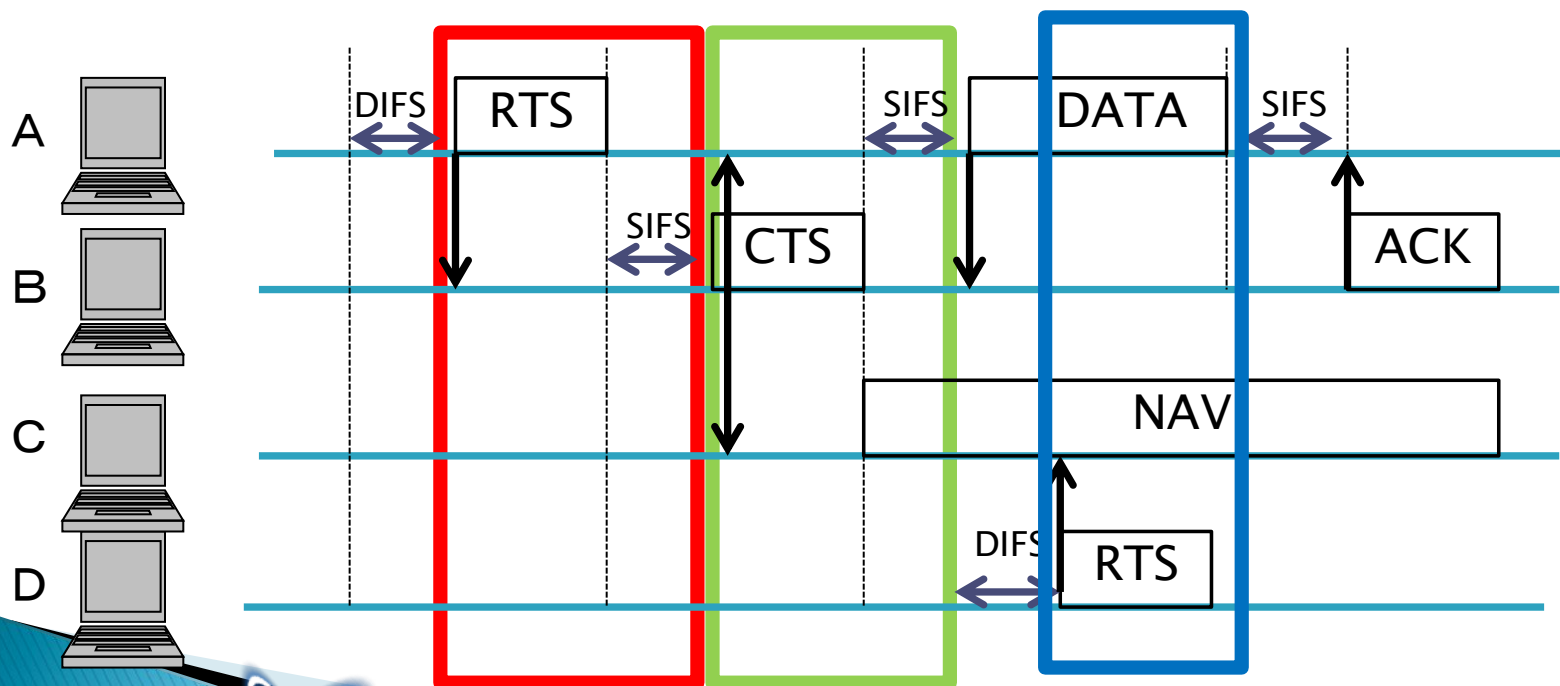 DIFS RTS SIFS DATA SIFS
A
SIFS CTS ACK
B
NAV
C
DIFS RTS
D